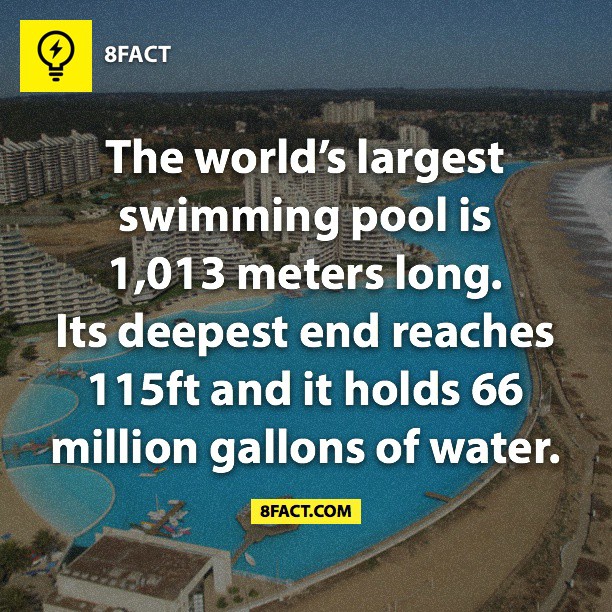 8FACT
The world's largest
swimming pool is
1,013 meters long.
Its deepest end reaches
115ft and it holds 66
million gallons of water.
8FACT.COM